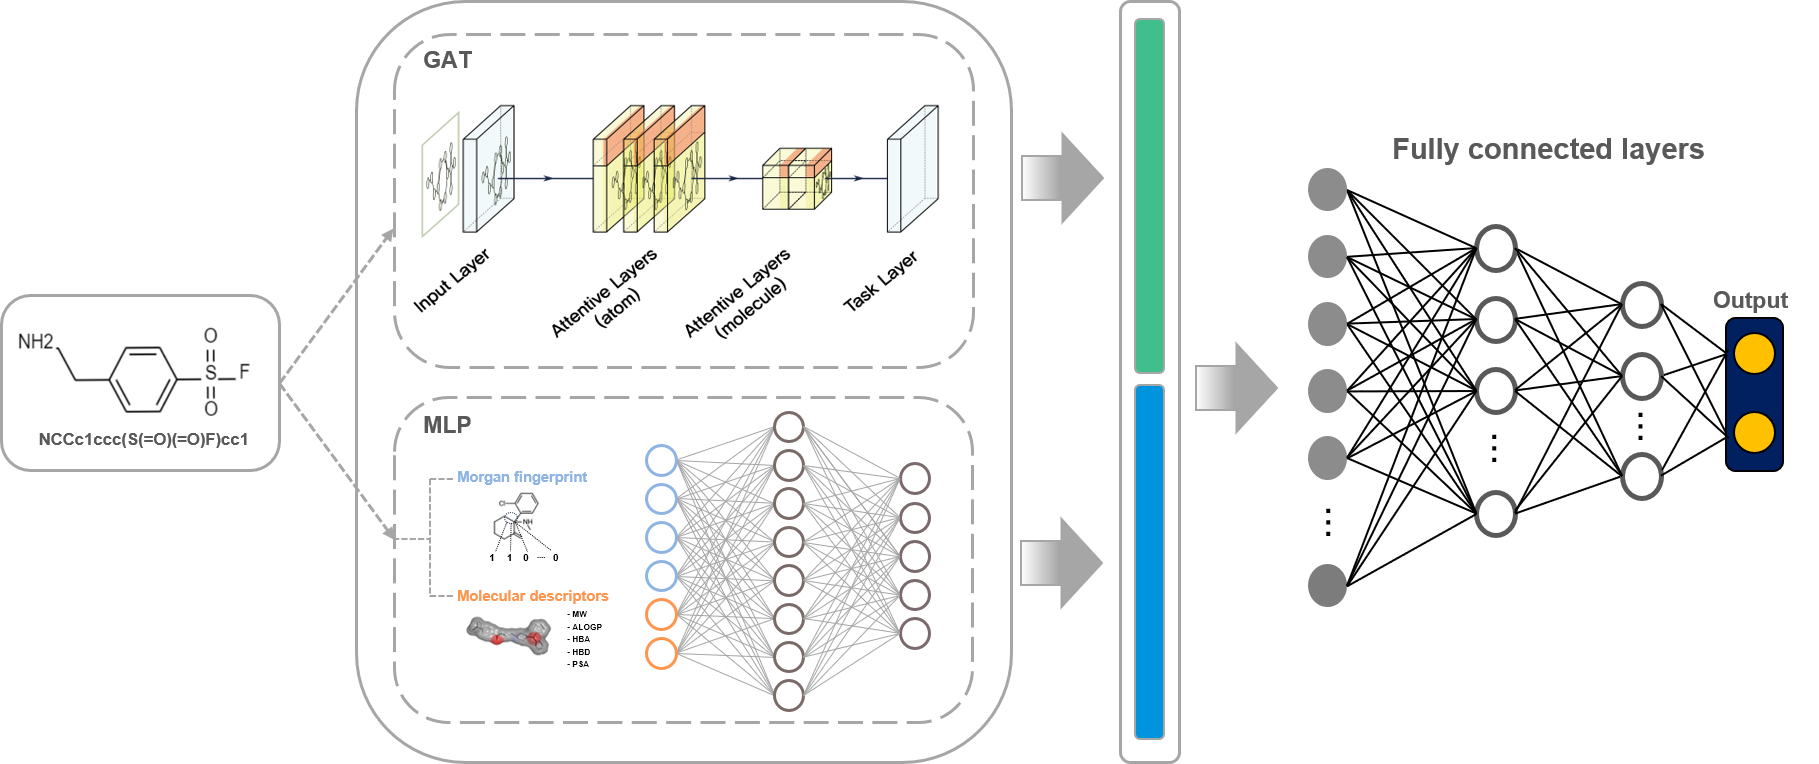 GAT
Input Layer
Attentive Layers
(atom)
Attentive Layers
(molecule)
Task Layer
NH2
O
S
F
O
NCCc1ccc(S(=O)(=O)F)cc1
MLP
Morgan fingerprint
Cl
NH
1 1 0 ···· 0
Molecular descriptors
- MW
- ALOGP
- HBA
- HBD
- PSA
Fully connected layers
Output